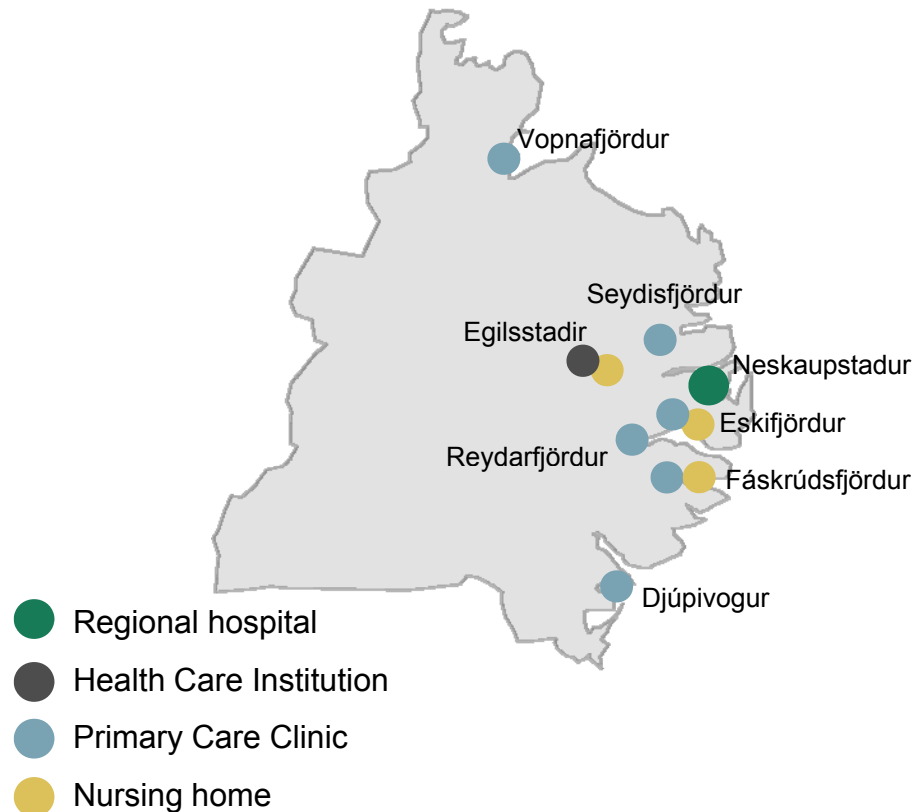 Vopnafjördur
Seydisfjördur
Egilsstadir
Neskaupstadur
Eskifjördur
Reydarfjördur
Fáskrúdsfjördur
Djúpivogur
Regional hospital
Health Care Institution
Primary Care Clinic
Nursing home